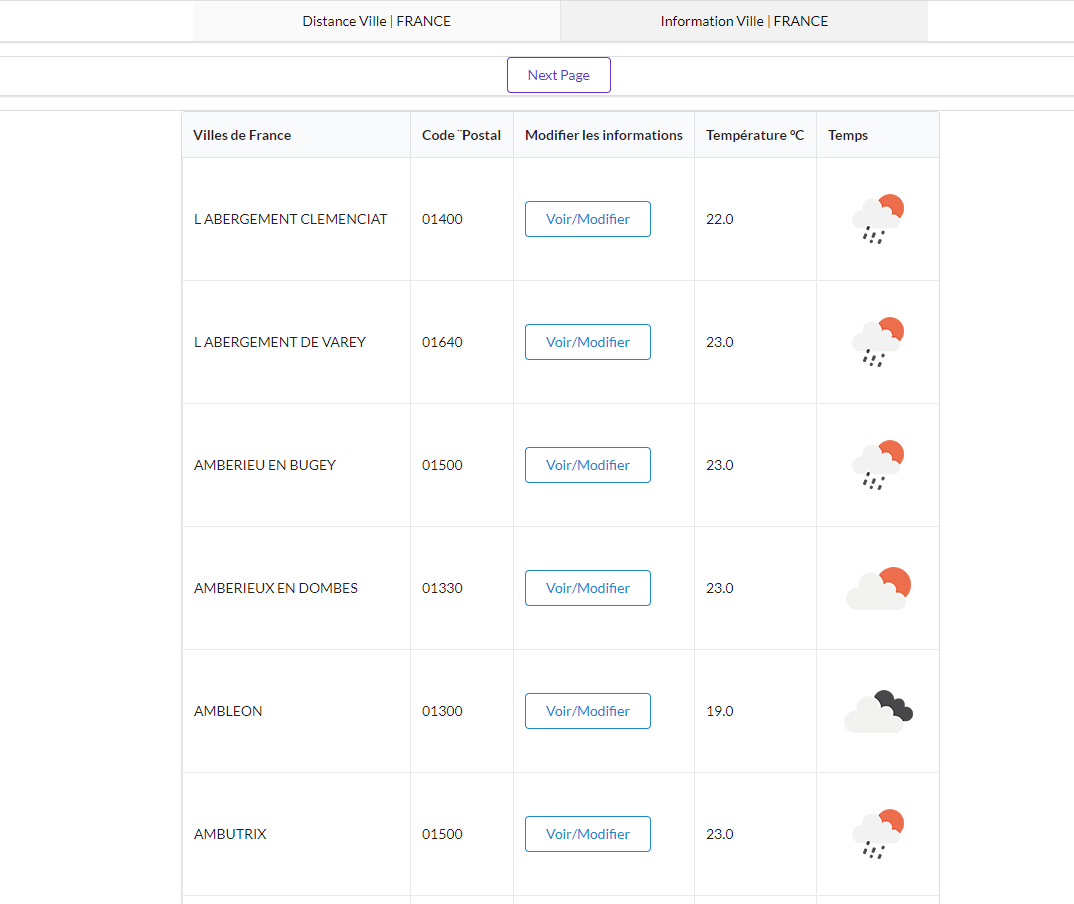 Distance Ville | FRANCE Information Ville | FRANCE
Next Page
Villes de France Code ¨Postal Modifier les informations Température °C Temps
L ABERGEMENT CLEMENCIAT 01400 Voir/Modifier 22.0
L ABERGEMENT DE VAREY 01640 Voir/Modifier 23.0
AMBERIEU EN BUGEY 01500 Voir/Modifier 23.0
AMBERIEUX EN DOMBES 01330 Voir/Modifier 23.0
AMBLEON 01300 Voir/Modifier 19.0
AMBUTRIX 01500 Voir/Modifier 23.0